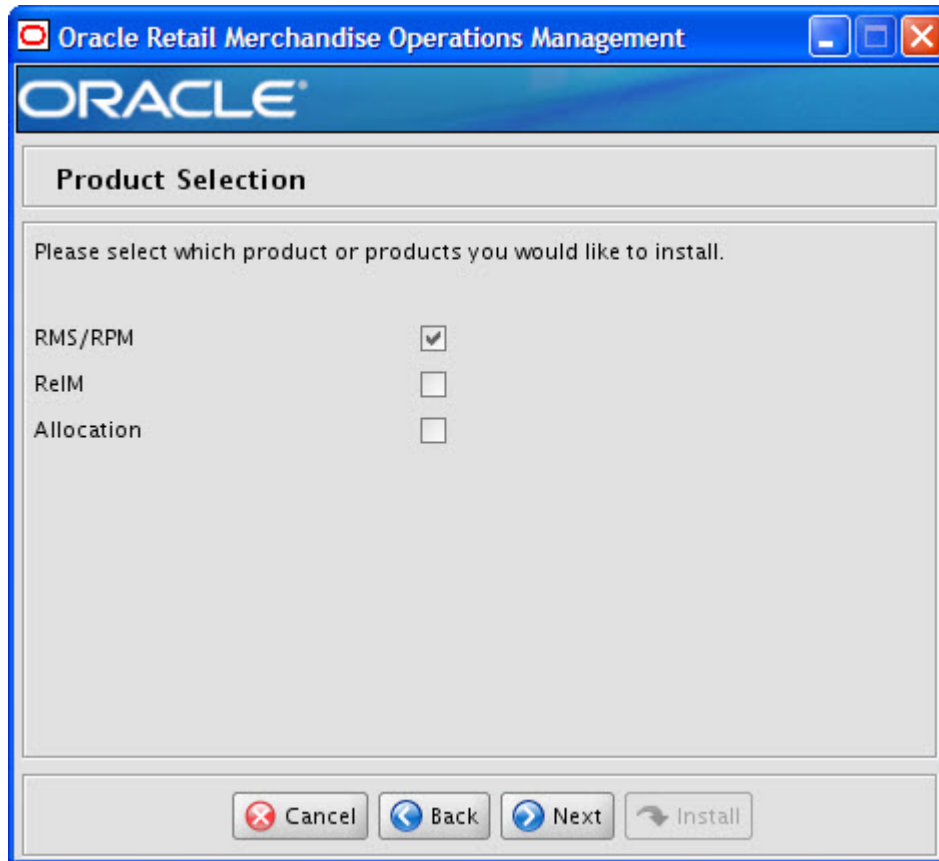 Oracle Retail Merchandise Operations Management
ORACLE®
Product Selection
Please select which product or products you would like to install.
RMS/RPM
ReIM
Allocation
Cancel Back Next Install